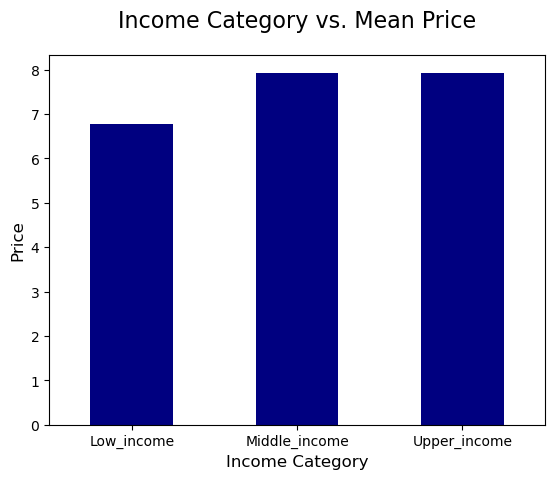 Income Category vs. Mean Price
8
7
6
5
4
3
2
1
0
Price
Low_income Middle_income Upper_income
Income Category